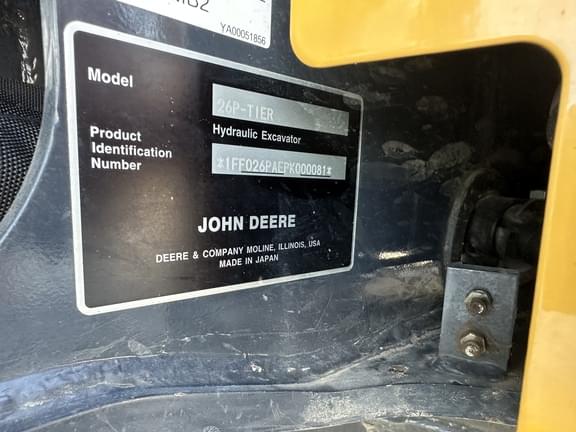 YA00051856
Model
26P-TIER
Hydraulic Excavator
Product
Identification
Number
*1FF026PAEPK000081*
JOHN DEERE
DEERE & COMPANY MOLINE, ILLINOIS, USA
MADE IN JAPAN